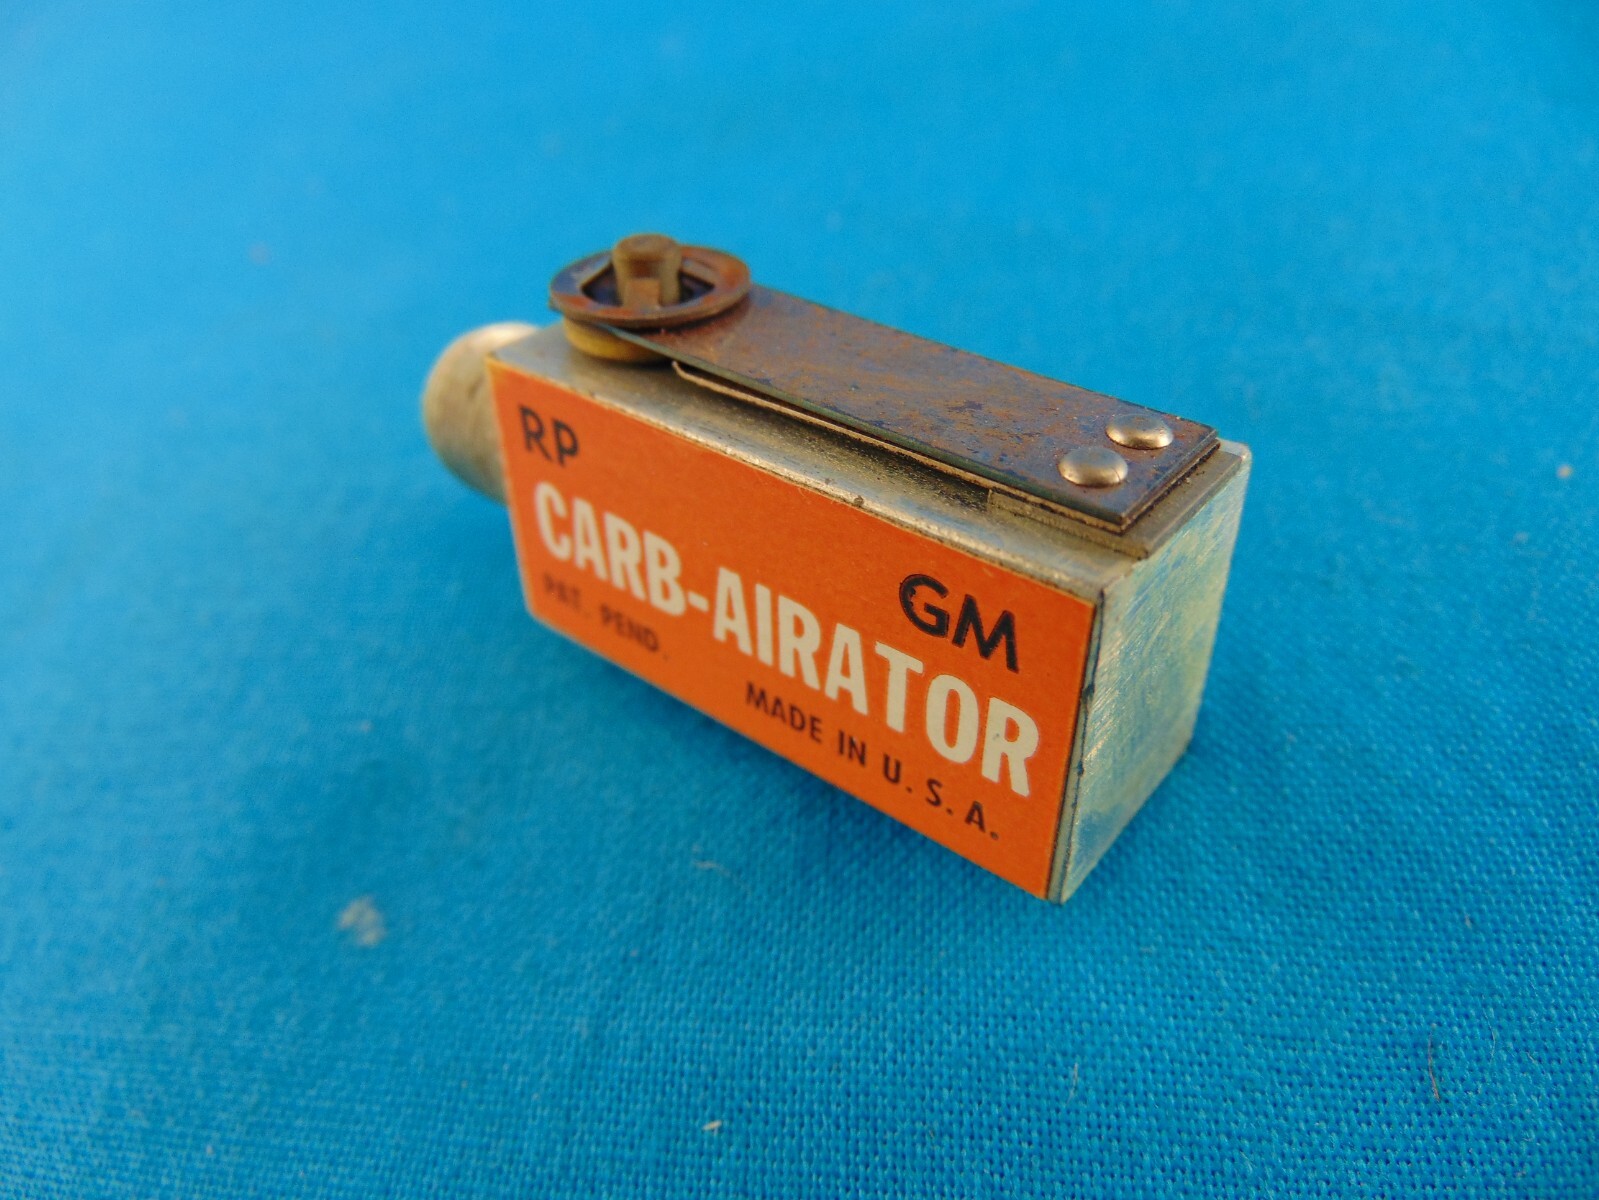 RP
GM
CARB-AIRATOR
PAT. PEND.
MADE IN U. S. A.